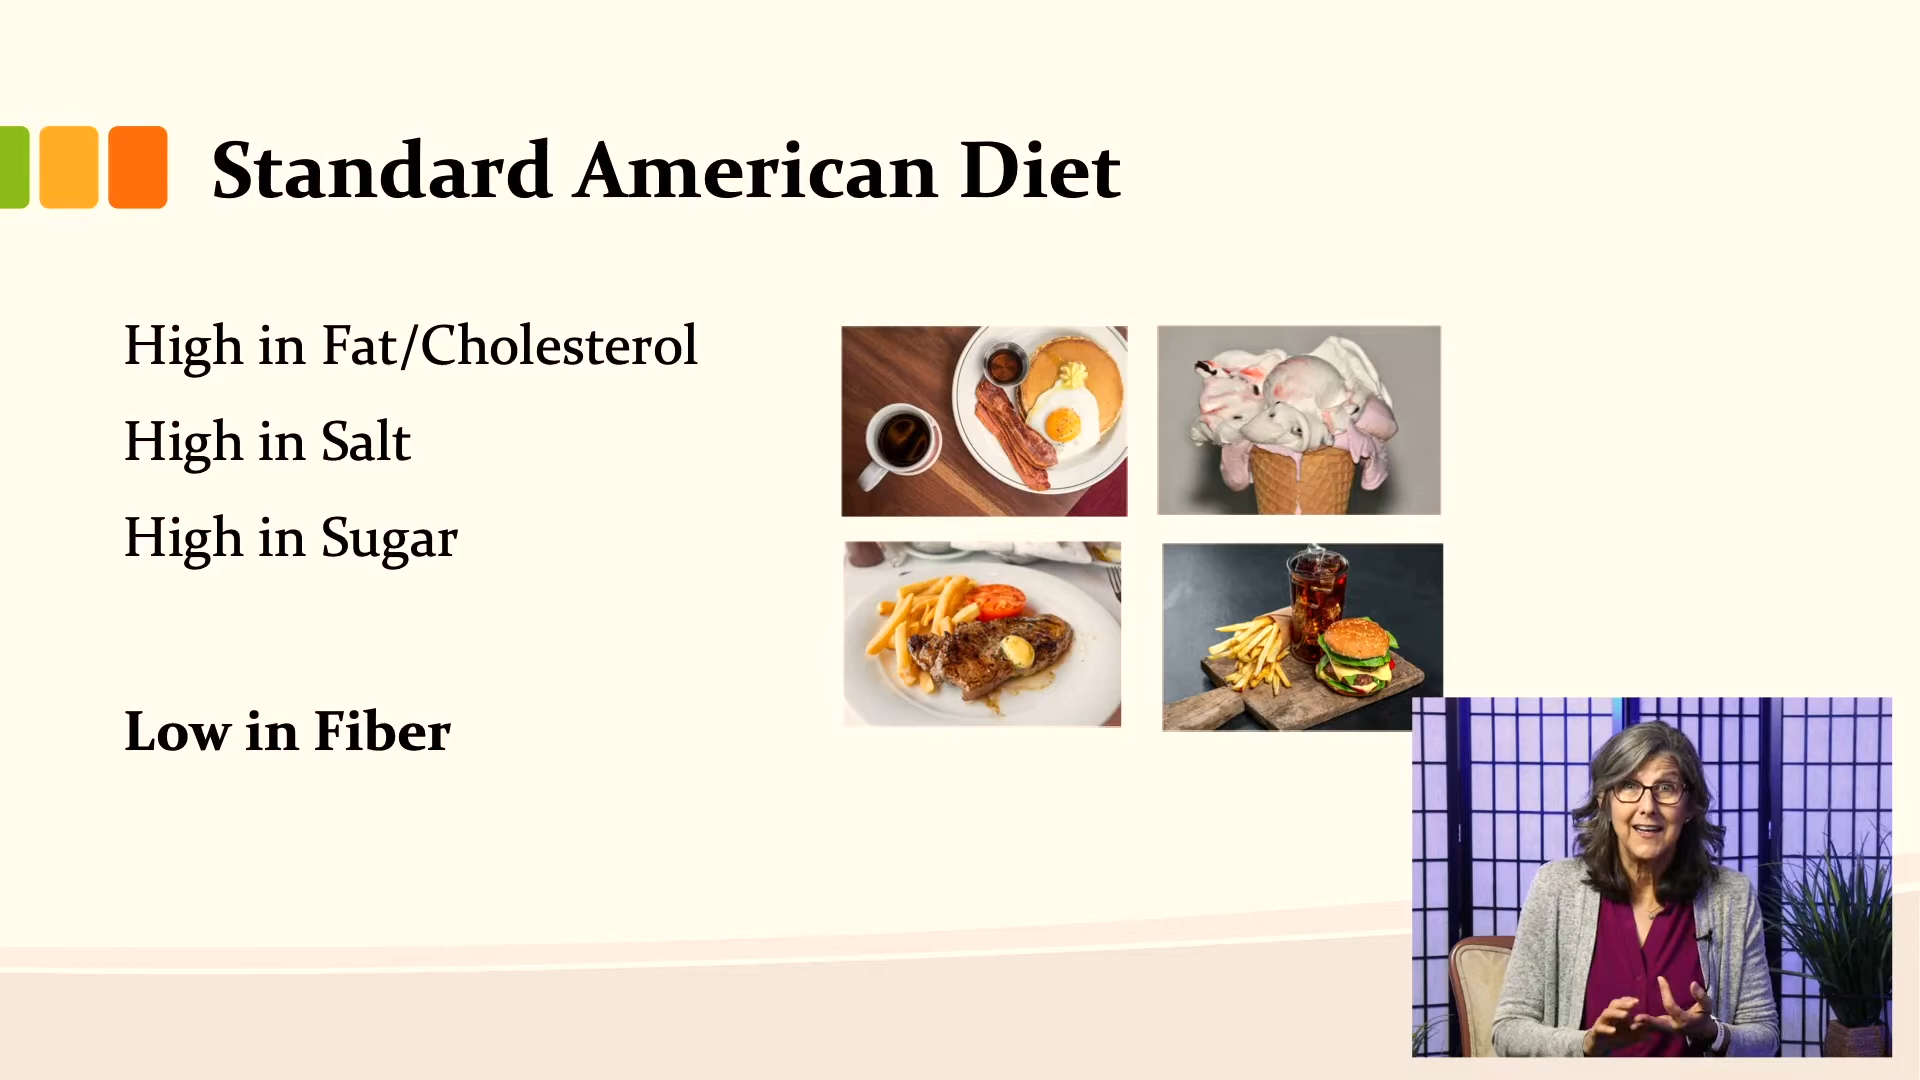 Standard American Diet
High in Fat/Cholesterol
High in Salt
High in Sugar
Low in Fiber